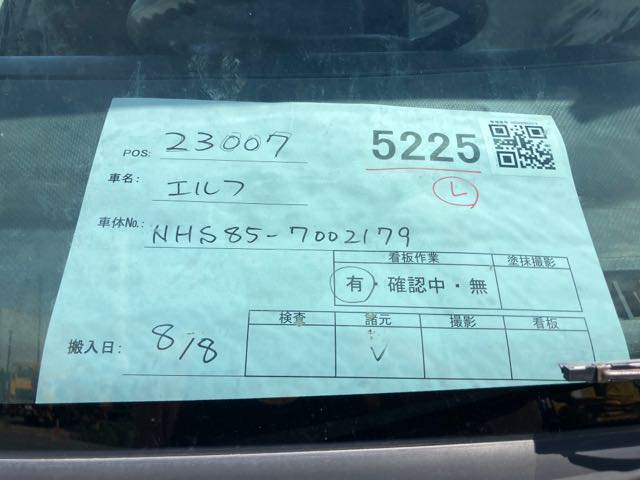 POS: 23007
5225
車名: エルフ
L
車体No.: NHS85-7002179
看板作業 塗抹撮影
有・確認中・無
検査 諸元 撮影 看板
搬入日: 8/8 V